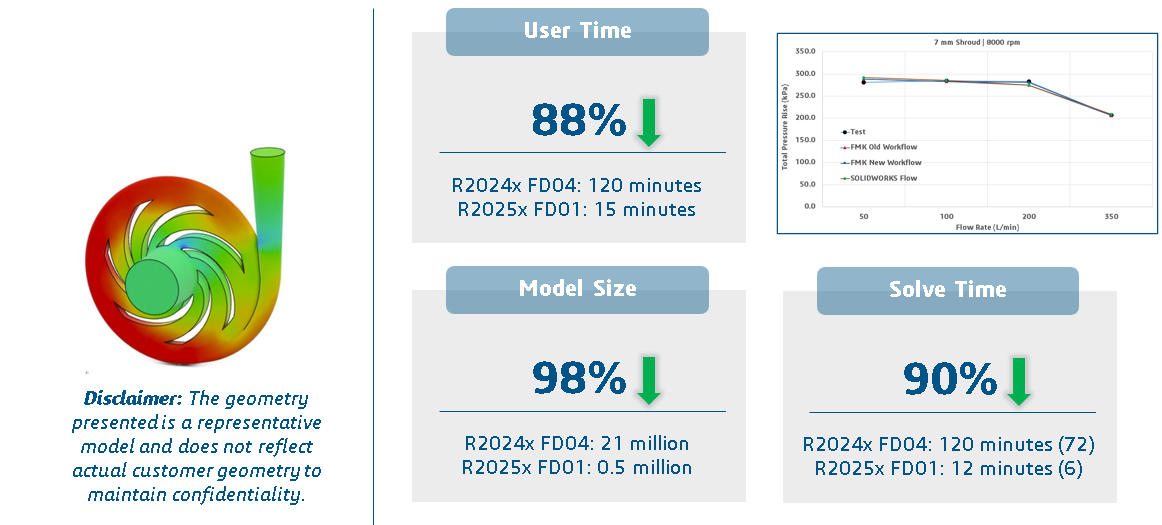 Disclaimer: The geometry
presented is a representative
model and does not reflect
actual customer geometry to
maintain confidentiality.
User Time
88%
R2024x FD04: 120 minutes
R2025x FD01: 15 minutes
7 mm Shroud | 8000 rpm
Total Pressure Rise (kPa)
350.0
300.0
250.0
200.0
150.0
100.0
50.0
0.0
Test
FMK Old Workflow
FMK New Workflow
SOLIDWORKS Flow
50 100 200 350
Flow Rate (L/min)
Model Size
98%
R2024x FD04: 21 million
R2025x FD01: 0.5 million
Solve Time
90%
R2024x FD04: 120 minutes (72)
R2025x FD01: 12 minutes (6)